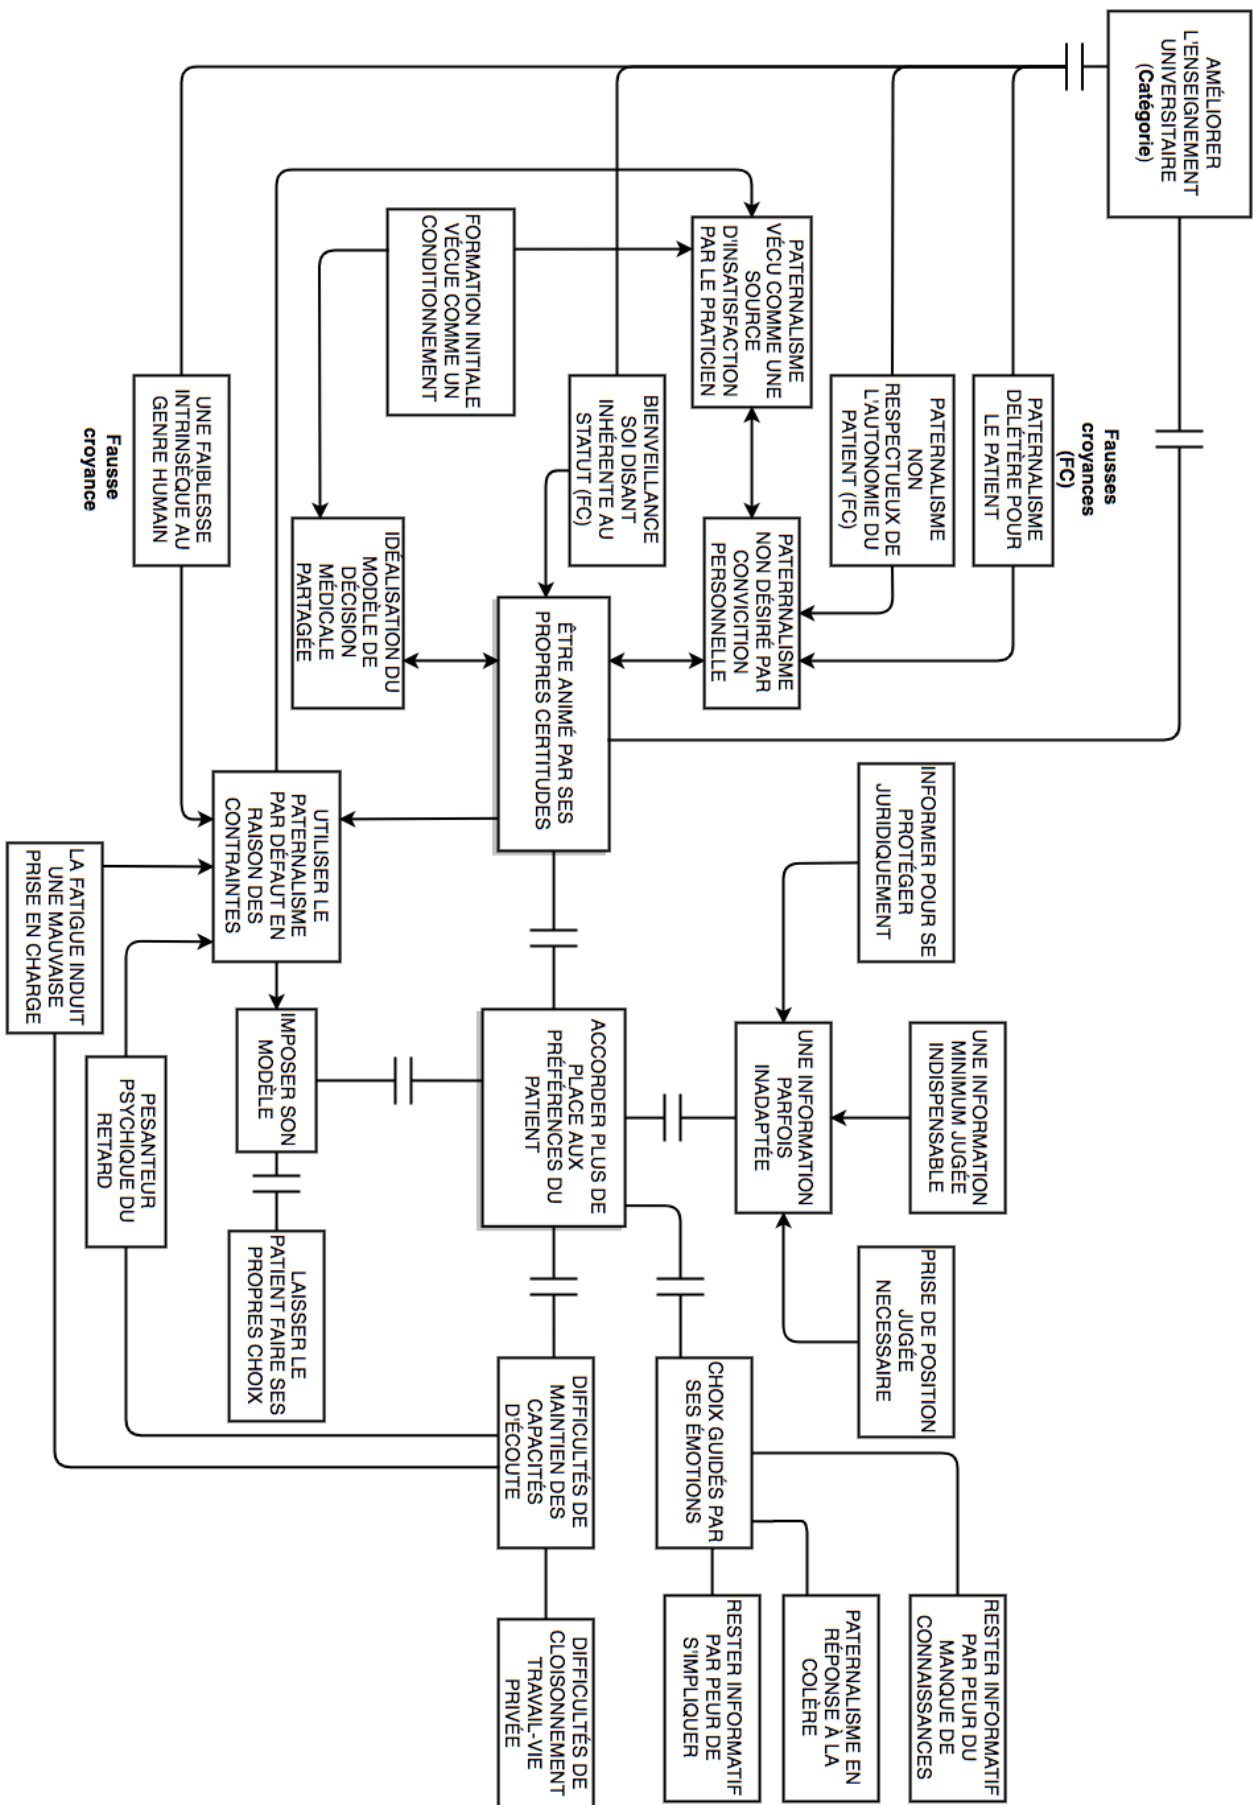 AMÉLIORER
L'ENSEIGNEMENT
UNIVERSITAIRE
(Catégorie)
Fausses
croyances
(FC)
PATERNALISME
DELÉTÈRE POUR
LE PATIENT
PATERNALISME
NON
RESPECTUEUX DE
L'AUTONOMIE DU
PATIENT (FC)
PATERNALISME
VÉCU COMME UNE
SOURCE
D'INSATISFACTION
PAR LE PRATICIEN
PATERRNALISME
NON DÉSIRÉ PAR
CONVICITION
PERSONNELLE
BIENVEILLANCE
SOI DISANT
INHÉRENTE AU
STATUT (FC)
FORMATION INITIALE
VÉCUE COMME UN
CONDITIONNEMENT
IDÉALISATION DU
MODÈLE DE
DÉCISION
MÉDICALE
PARTAGÉE
UNE FAIBLESSE
INTRINSÈQUE AU
GENRE HUMAIN
Fausse
croyance
ÊTRE ANIMÉ PAR SES
PROPRES CERTITUDES
UTILISER LE
PATERNALISME
PAR DÉFAUT EN
RAISON DES
CONTRAINTES
LA FATIGUE INDUIT
UNE MAUVAISE
PRISE EN CHARGE
INFORMER POUR SE
PROTÉGER
JURIDIQUEMENT
UNE INFORMATION
MINIMUM JUGÉE
INDISPENSABLE
UNE INFORMATION
PARFOIS
INADAPTÉE
PRISE DE POSITION
JUGÉE
NECESSAIRE
ACCORDER PLUS DE
PLACE AUX
PRÉFÉRENCES DU
PATIENT
IMPOSER SON
MODÈLE
PESANTEUR
PSYCHIQUE DU
RETARD
LAISSER LE
PATIENT FAIRE SES
PROPRES CHOIX
CHOIX GUIDÉS PAR
SES ÉMOTIONS
DIFFICULTÉS DE
MAINTIEN DES
CAPACITÉS
D'ÉCOUTE
RESTER INFORMATIF
PAR PEUR DU
MANQUE DE
CONNAISSANCES
PATERNALISME EN
RÉPONSE À LA
COLÈRE
RESTER INFORMATIF
PAR PEUR DE
S'IMPLIQUER
DIFFICULTÉS DE
CLOISONNEMENT
TRAVAIL-VIE
PRIVÉE